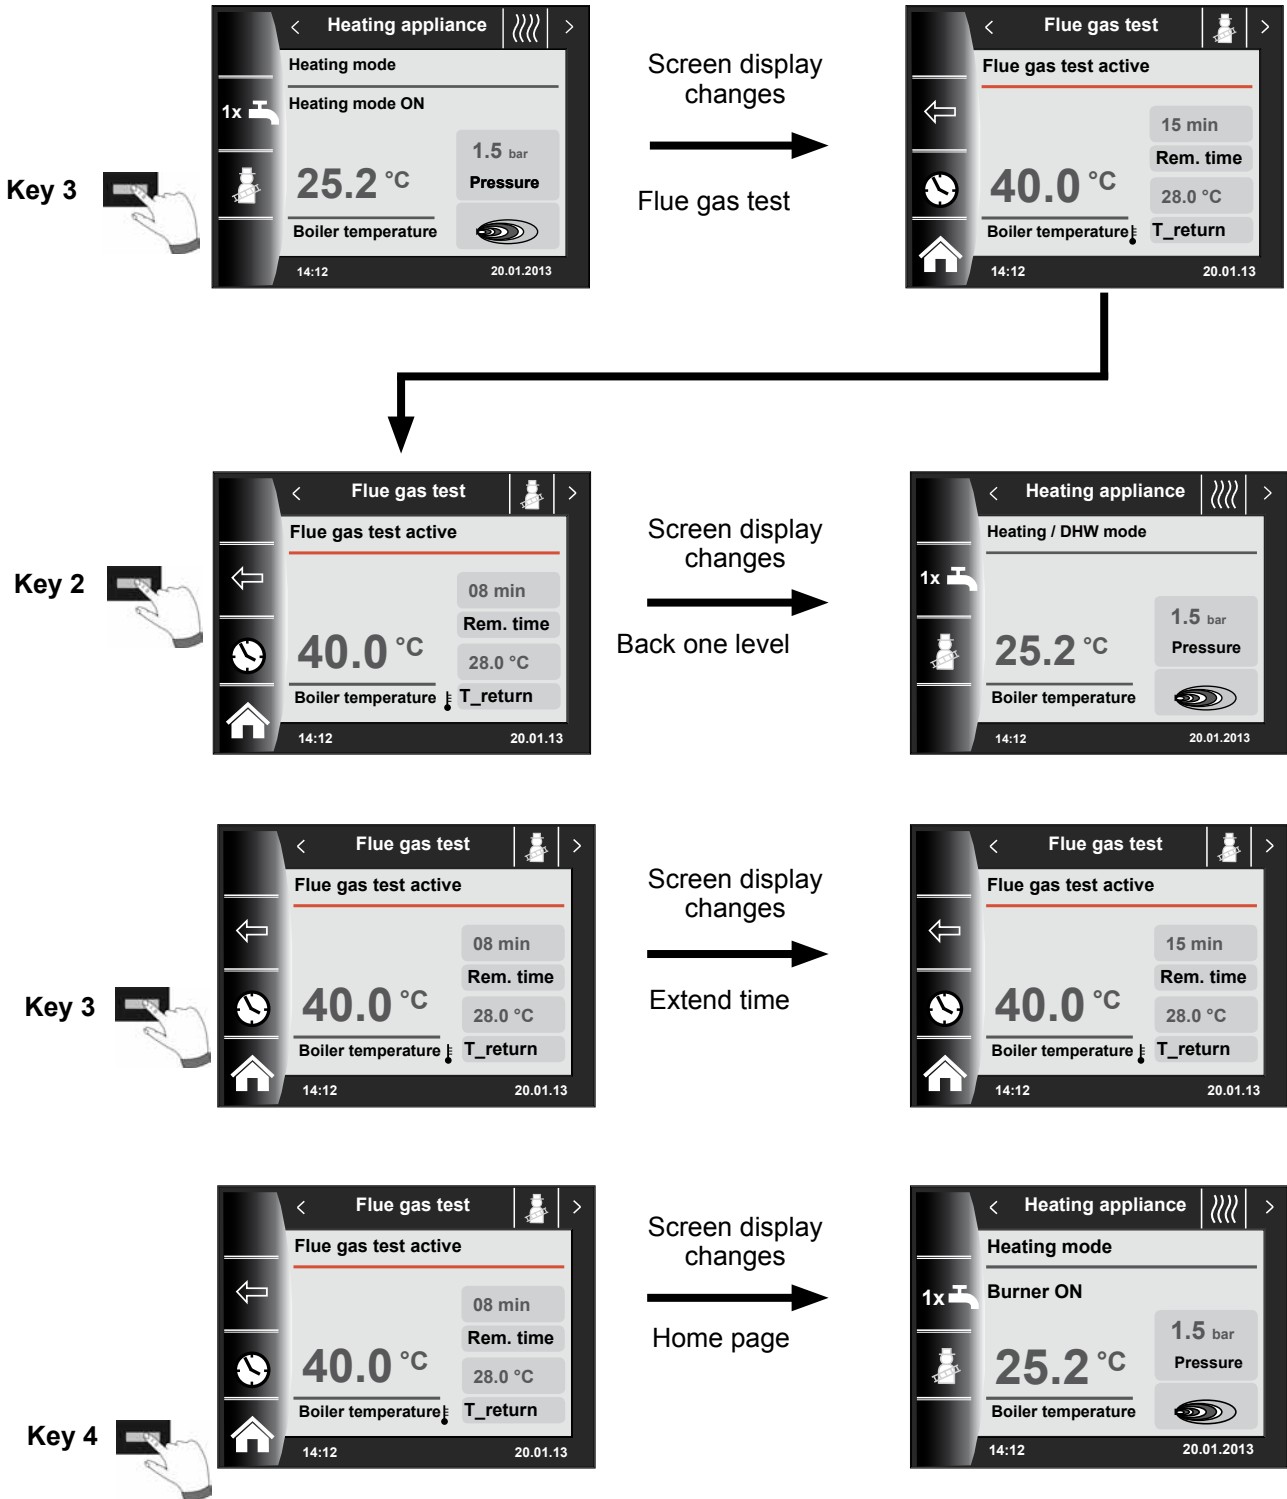 Key 3
< Heating appliance >
Heating mode
Heating mode ON
1x
1.5 bar
Pressure
25.2 °C
Boiler temperature
14:12 20.01.2013
Screen display
changes
Flue gas test
< Flue gas test >
Flue gas test active
15 min
Rem. time
40.0 °C
28.0 °C
Boiler temperature T_return
14:12 20.01.13
Key 2
< Flue gas test >
Flue gas test active
08 min
Rem. time
40.0 °C
28.0 °C
Boiler temperature T_return
14:12 20.01.13
Screen display
changes
Back one level
< Heating appliance >
Heating / DHW mode
1x
1.5 bar
Pressure
25.2 °C
Boiler temperature
14:12 20.01.2013
Key 3
< Flue gas test >
Flue gas test active
08 min
Rem. time
40.0 °C
28.0 °C
Boiler temperature T_return
14:12 20.01.13
Screen display
changes
Extend time
< Flue gas test >
Flue gas test active
15 min
Rem. time
40.0 °C
28.0 °C
Boiler temperature T_return
14:12 20.01.13
Key 4
< Flue gas test >
Flue gas test active
08 min
Rem. time
40.0 °C
28.0 °C
Boiler temperature T_return
14:12 20.01.13
Screen display
changes
Home page
< Heating appliance >
Heating mode
Burner ON
1x
1.5 bar
Pressure
25.2 °C
Boiler temperature
14:12 20.01.2013